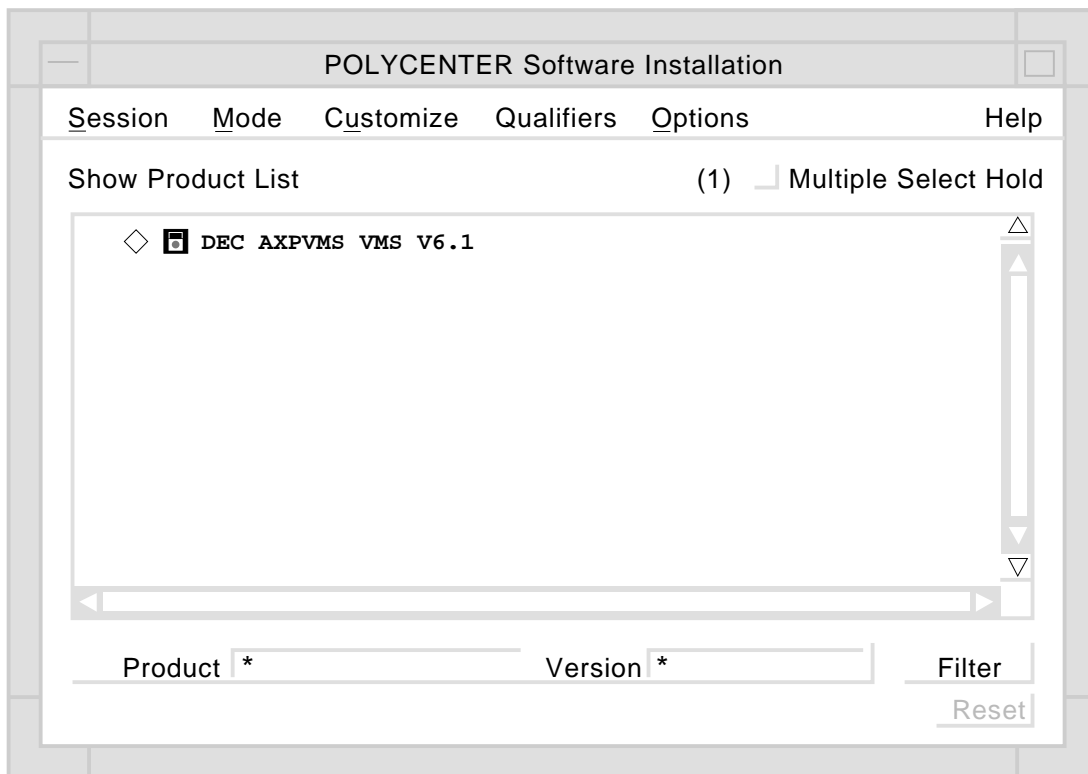 POLYCENTER Software Installation
Session Mode Customize Qualifiers Options Help
Show Product List (1) Multiple Select Hold
DEC AXPVMS VMS V6.1
Product * Version * Filter
Reset